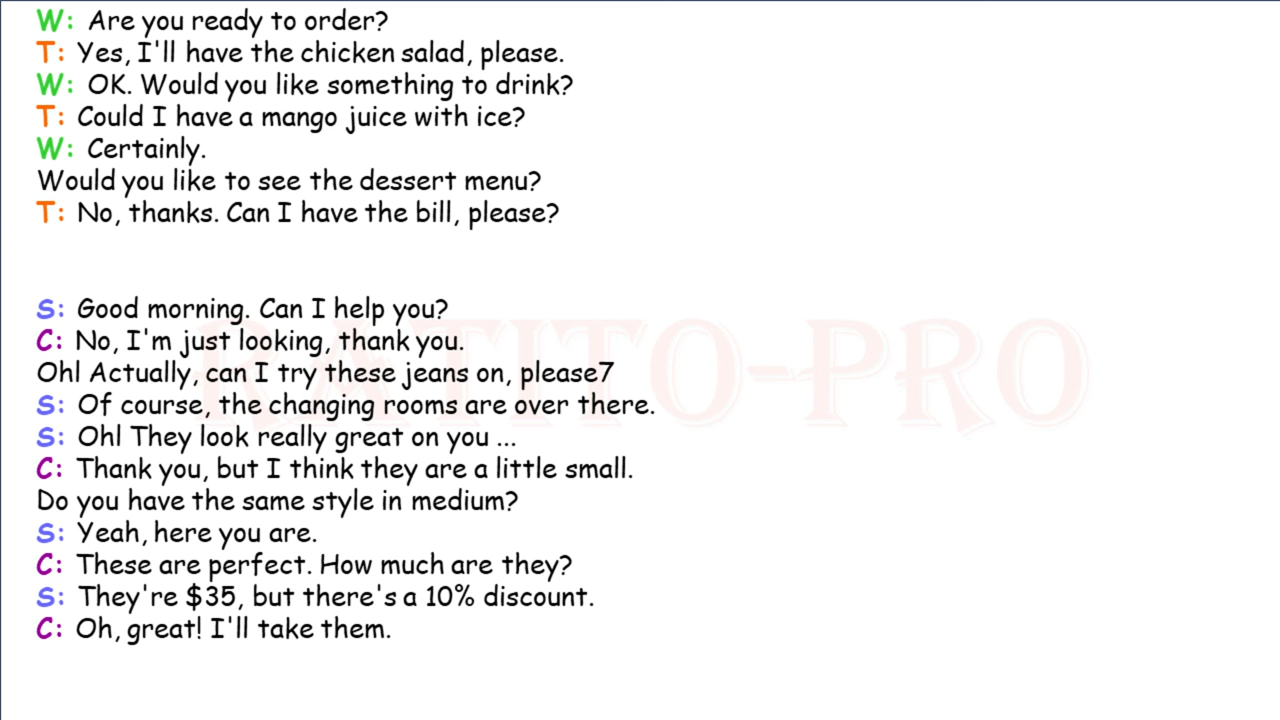 W: Are you ready to order?
T: Yes, I'll have the chicken salad, please.
W: OK. Would you like something to drink?
T: Could I have a mango juice with ice?
W: Certainly.
Would you like to see the dessert menu?
T: No, thanks. Can I have the bill, please?
S: Good morning. Can I help you?
C: No, I'm just looking, thank you.
Ohl Actually, can I try these jeans on, please7
RATITO-PRO
S: Of course, the changing rooms are over there.
S: Ohl They look really great on you ...
C: Thank you, but I think they are a little small.
Do you have the same style in medium?
S: Yeah, here you are.
C: These are perfect. How much are they?
S: They're $35, but there's a 10% discount.
C: Oh, great! I'll take them.